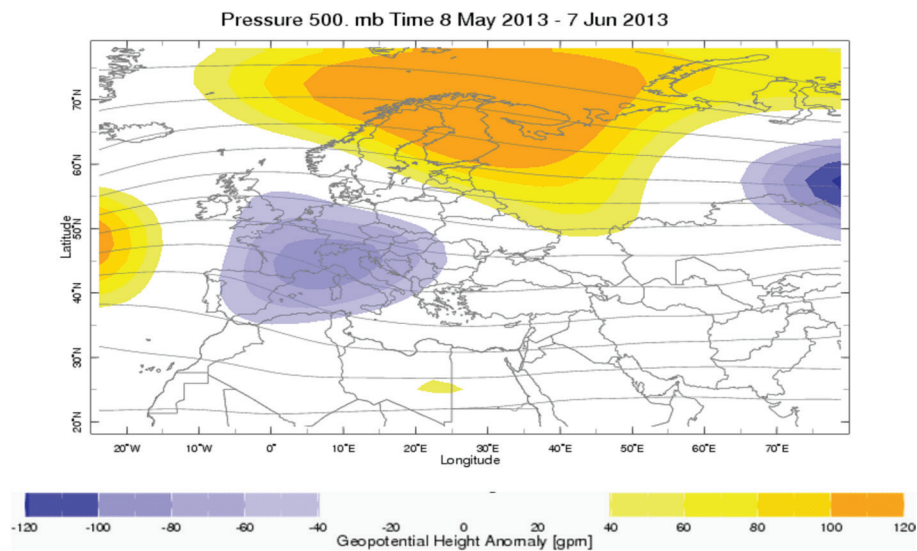 Pressure 500. mb Time 8 May 2013 - 7 Jun 2013
Latitude
70°N
60°N
50°N
40°N
30°N
20°N
20°W 10°W 0° 10°E 20°E 30°E 40°E 50°E 60°E 70°E
Longitude
-120 -100 -80 -60 -40 -20 0 20 40 60 80 100 120
Geopotential Height Anomaly [gpm]